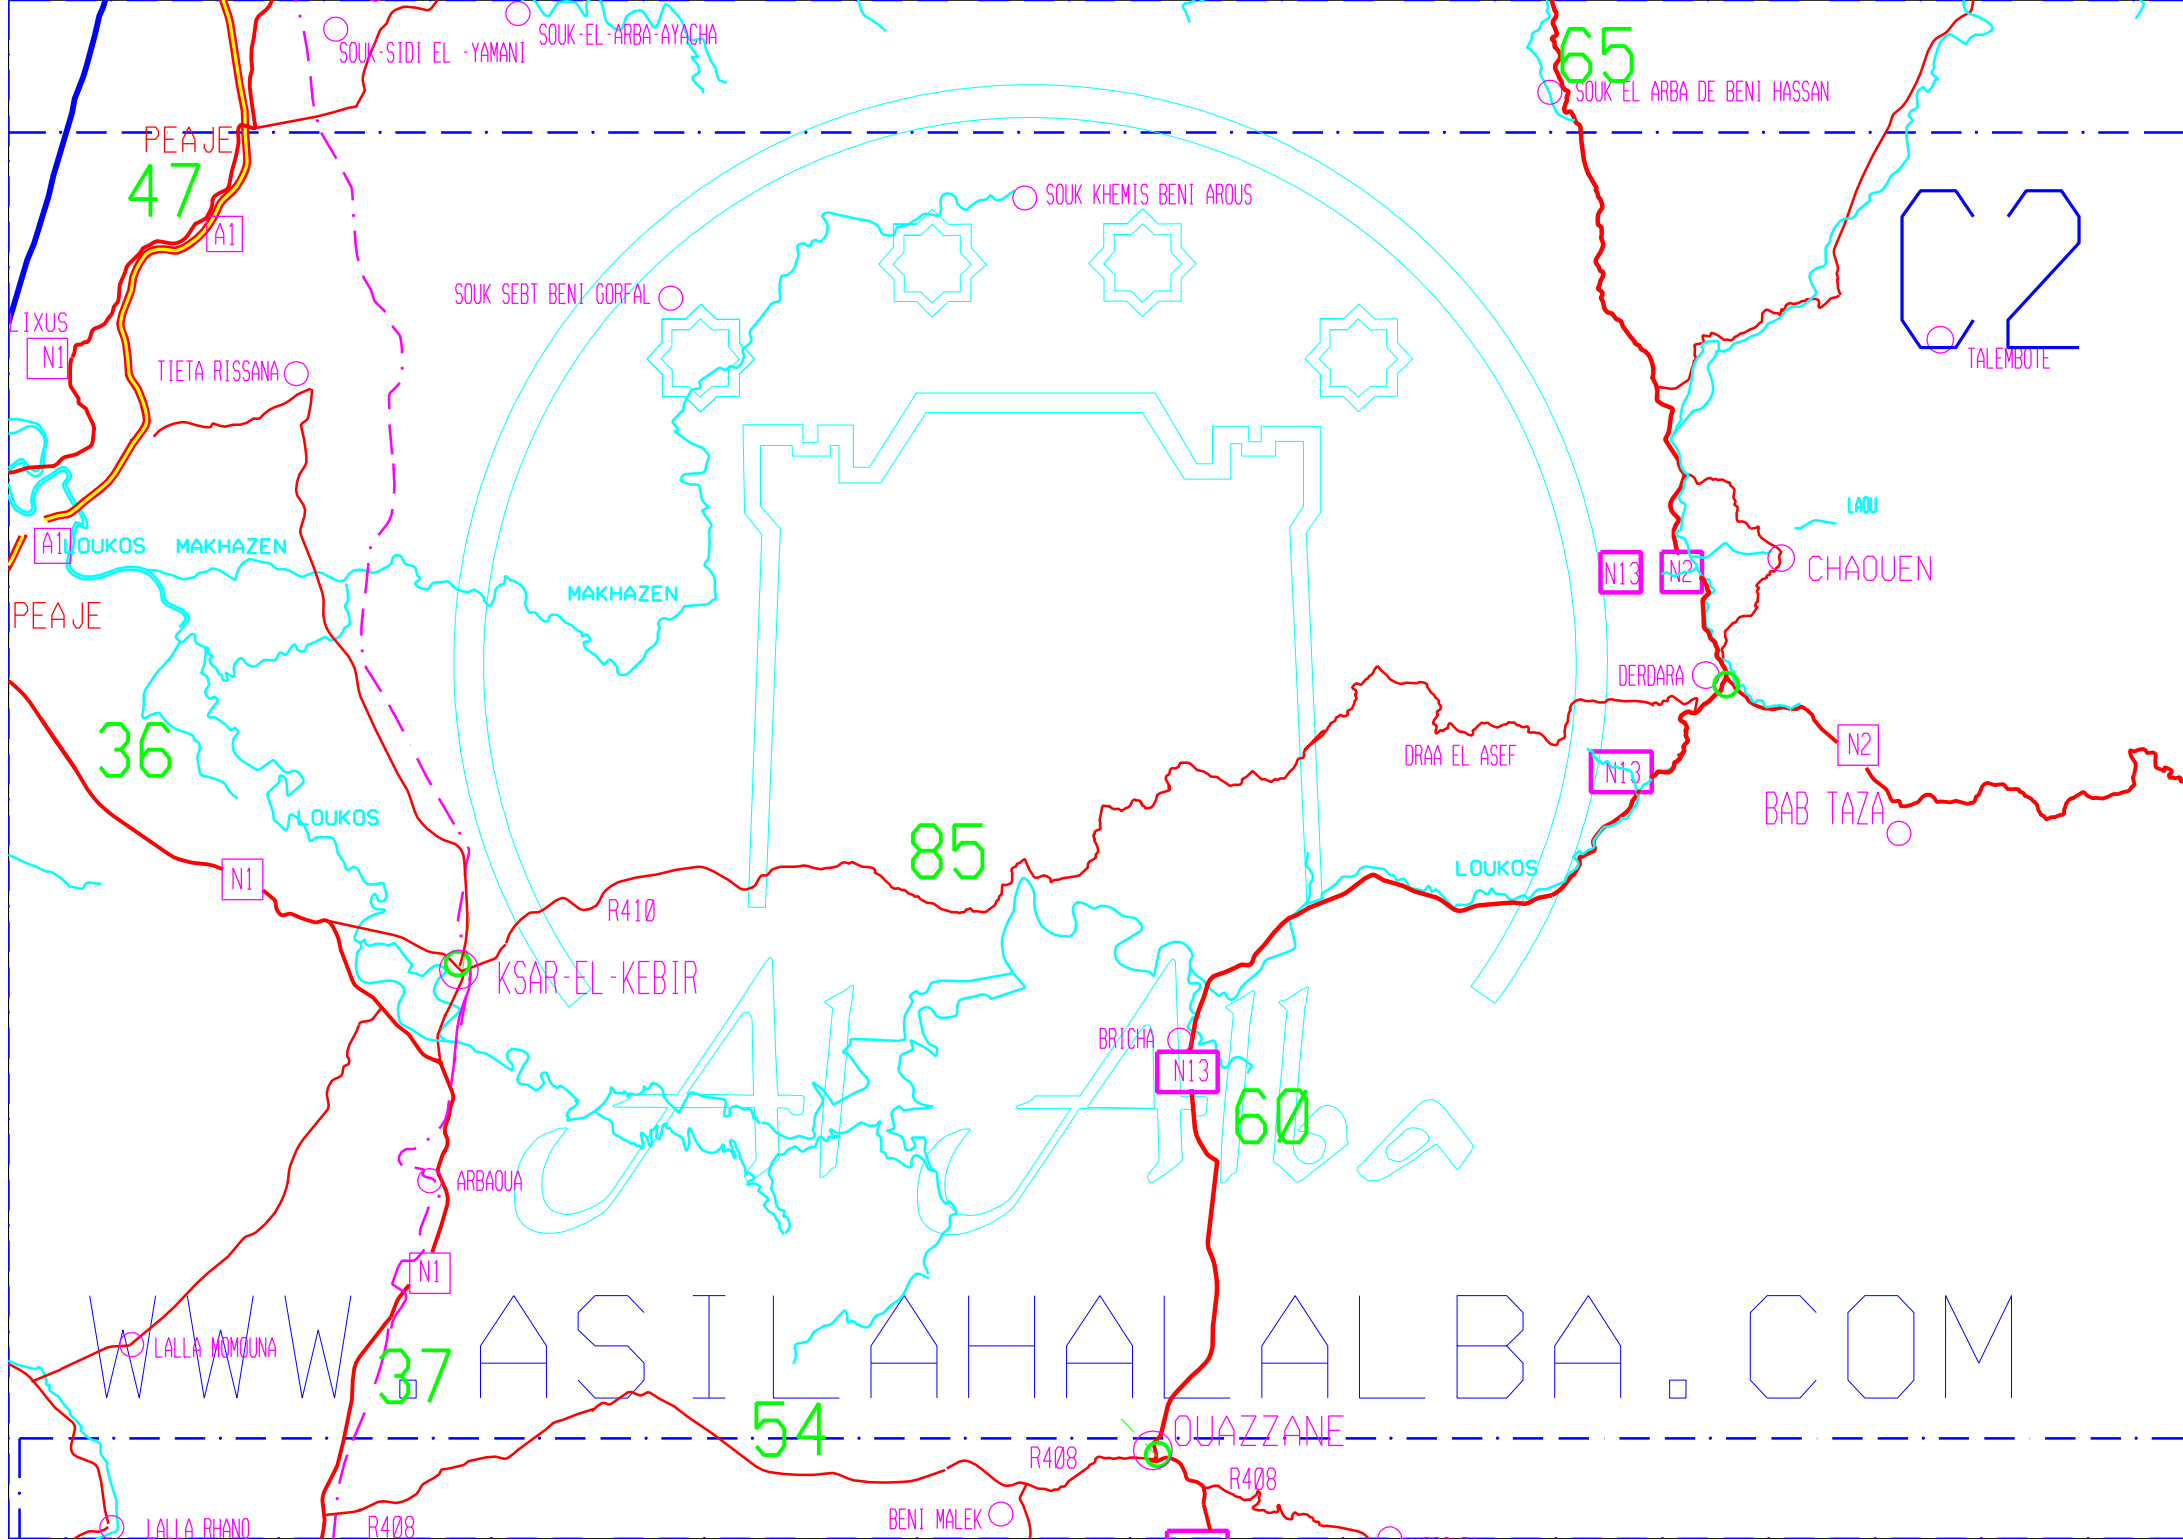 SOUK-SIDI EL -YAMANI
SOUK-EL-ARBA-AYACHA
65
SOUK EL ARBA DE BENI HASSAN
PEAJE
47
A1
SOUK KHEMIS BENI AROUS
C2
SOUK SEBT BENI GORFAL
LIXUS
N1
TIETA RISSANA
TALEMBOTE
LAOU
A1
LOUKOS
MAKHAZEN
MAKHAZEN
N13
N2
CHAOUEN
PEAJE
DERDARA
36
N2
DRAA EL ASEF
N13
BAB TAZA
LOUKOS
85
LOUKOS
N1
R410
KSAR-EL-KEBIR
Al Alba
BRICHA
N13
60
ARBAOUA
N1
WWW.ASILAHALALBA.COM
LALLA MOMOUNA
37
54
OUAZZANE
R408
R408
BENI MALEK
LALLA RHANO
R408